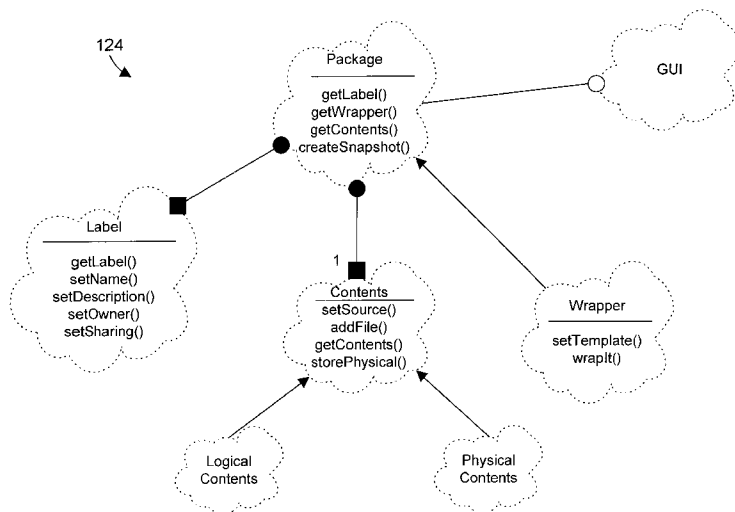 124
Package
getLabel()
getWrapper()
getContents()
createSnapshot()
GUI
Label
getLabel()
setName()
setDescription()
setOwner()
setSharing()
1
Contents
setSource()
addFile()
getContents()
storePhysical()
Wrapper
setTemplate()
wrapIt()
Logical
Contents
Physical
Contents